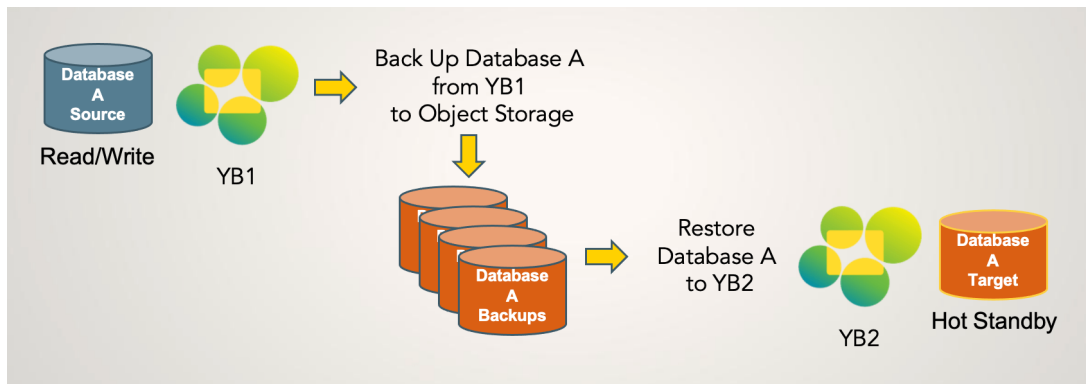 Database
A
Source
Read/Write
YB1
Back Up Database A
from YB1
to Object Storage
Database
A
Backups
Restore
Database A
to YB2
YB2
Database
A
Target
Hot Standby